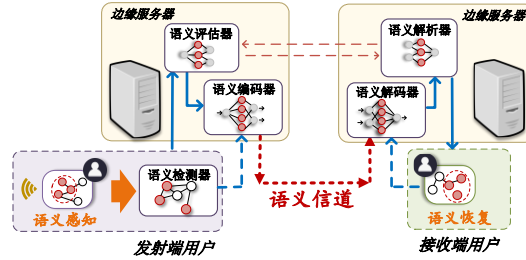 边缘服务器
边缘服务器
语义评估器
语义解析器
语义编码器
语义解码器
语义检测器
语义信道
语义感知
语义恢复
发射端用户
接收端用户